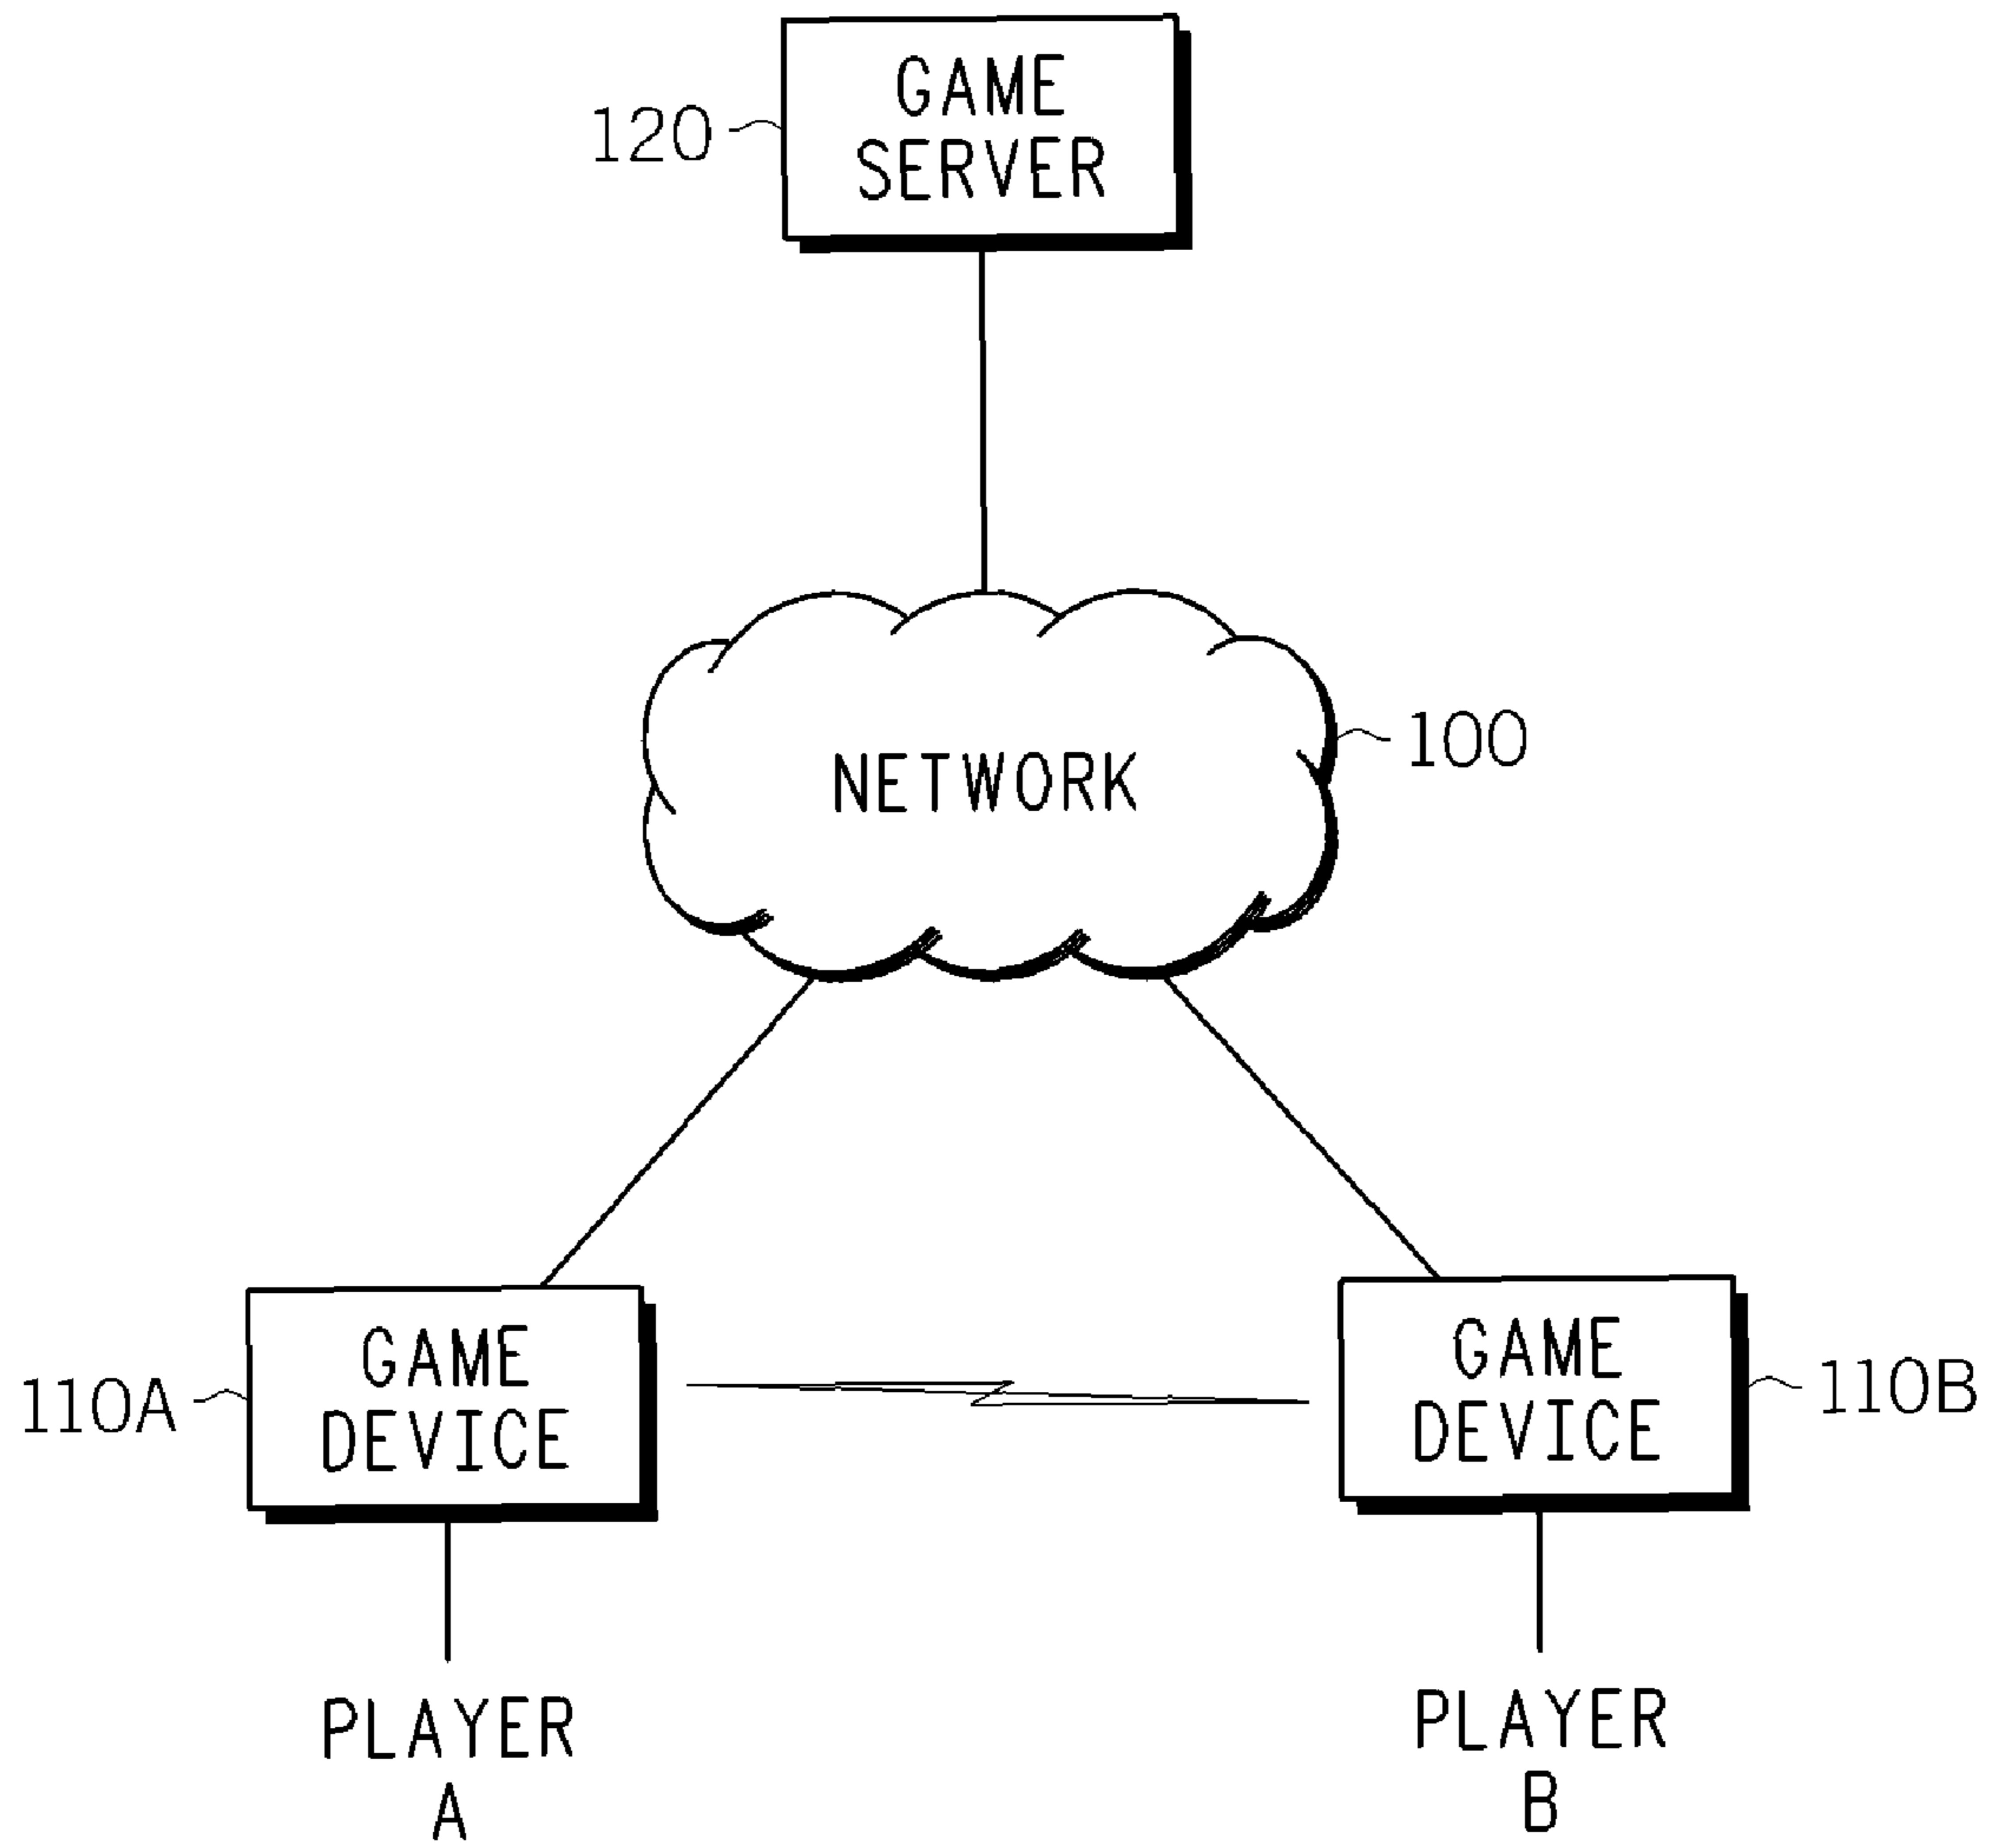 120
GAME
SERVER
NETWORK
100
110A
GAME
DEVICE
GAME
DEVICE
110B
PLAYER
A
PLAYER
B